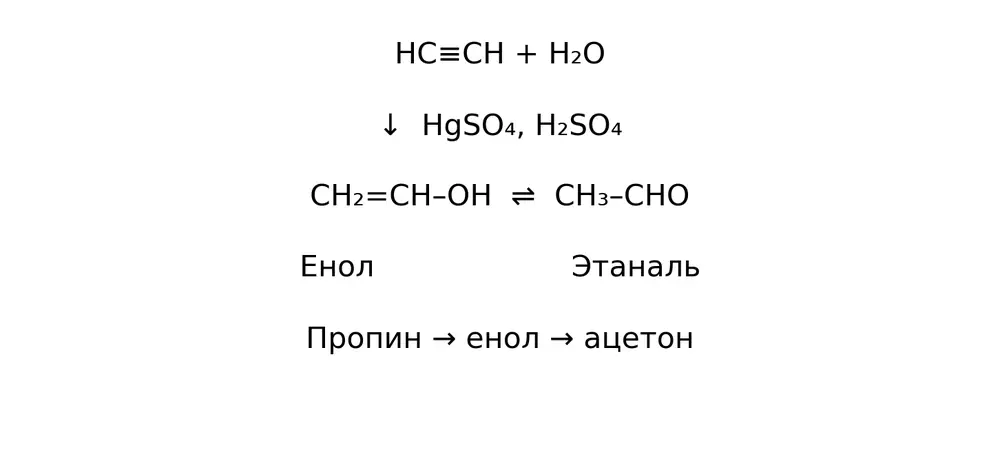 HC≡CH + H₂O
↓ HgSO₄, H₂SO₄
CH₂=CH–OH ⇌ CH₃–CHO
Енол Этаналь
Пропин → енол → ацетон